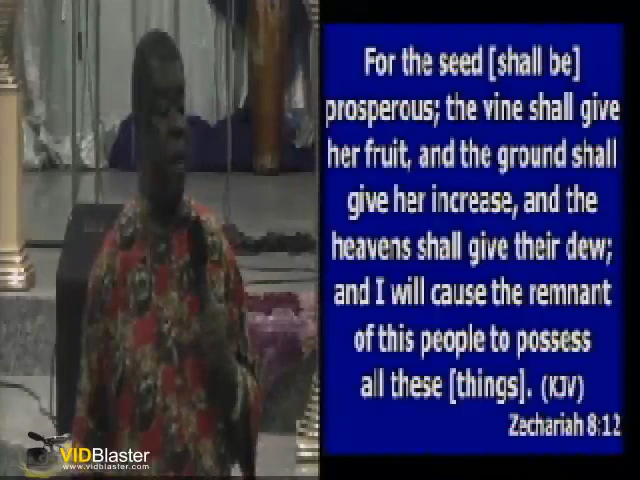 For the seed [shall be]
prosperous; the vine shall give
her fruit, and the ground shall
give her increase, and the
heavens shall give their dew;
and I will cause the remnant
of this people to possess
all these [things]. (KJV)
Zechariah 8:12
VIDBlaster
www.vidblaster.com